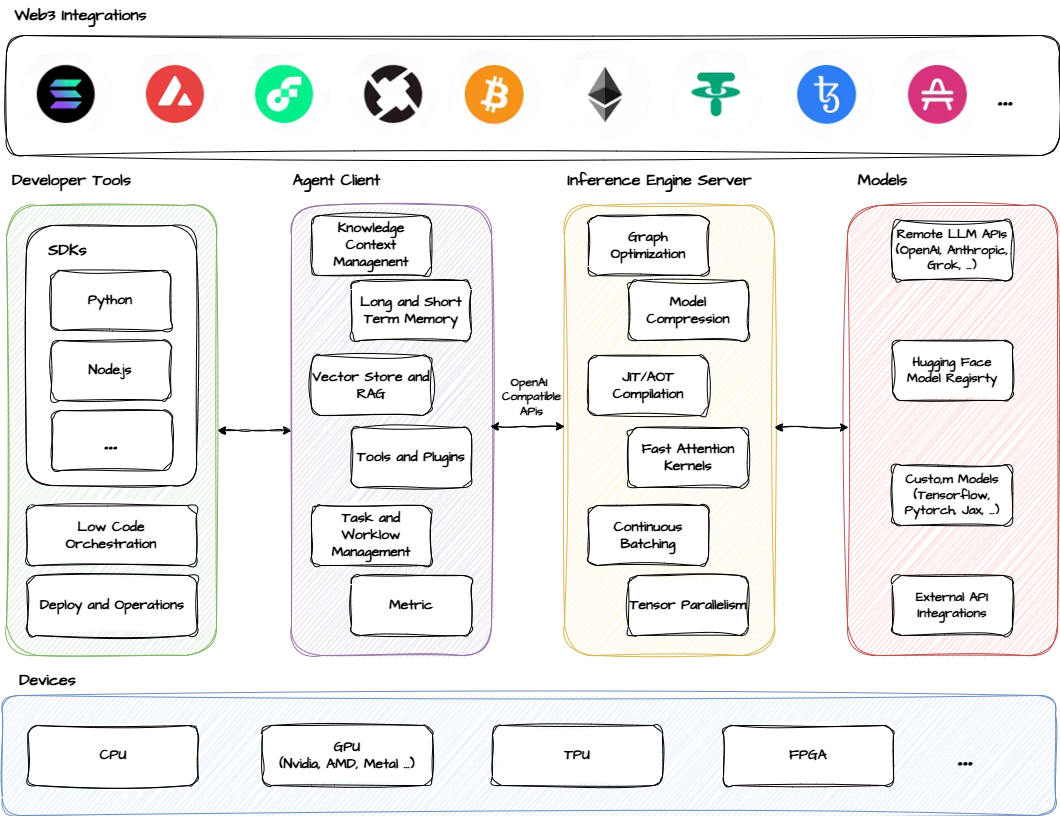 Web3 Integrations
...
Developer Tools
SDKs
Python
Node.js
...
Low Code
Orchestration
Deploy and Operations
Agent Client
Knowledge
Context
Managenent
Long and Short
Term Memory
Vector Store and
RAG
Tools and Plugins
Task and
Worklow
Management
Metric
OpenAI
Compatible
APIs
Inference Engine Server
Graph
Optimization
Model
Compression
JIT/AOT
Compilation
Fast Attention
Kernels
Continuous
Batching
Tensor Parallelism
Models
Remote LLM APIs
(OpenAI, Anthropic,
Grok, ...)
Hugging Face
Model Regisrty
Custo,m Models
(Tensorflow,
Pytorch, Jax, ...)
External API
Integrations
Devices
CPU
GPU
(Nvidia, AMD, Metal ...)
TPU
FPGA
...